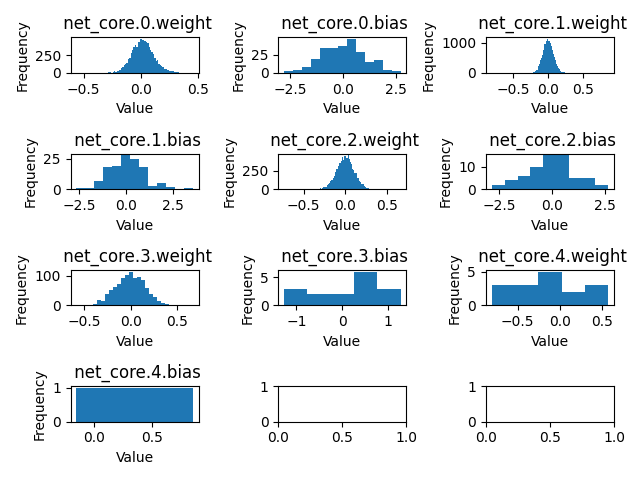 net_core.0.weight
Frequency
250
0
-0.5 0.0 0.5
Value
net_core.0.bias
Frequency
25
0
−2.5 0.0 2.5
Value
net_core.1.weight
Frequency
1000
0
−0.5 0.0 0.5
Value
net_core.1.bias
Frequency
25
0
−2.5 0.0 2.5
Value
net_core.2.weight
Frequency
250
0
−0.5 0.0 0.5
Value
net_core.2.bias
Frequency
10
0
−2.5 0.0 2.5
Value
net_core.3.weight
Frequency
100
0
−0.5 0.0 0.5
Value
net_core.3.bias
Frequency
5
0
−1 0 1
Value
net_core.4.weight
Frequency
5
0
−0.5 0.0 0.5
Value
net_core.4.bias
Frequency
1
0
0.0 0.5
Value
1
0
0.0 0.5 1.0
1
0
0.0 0.5 1.0